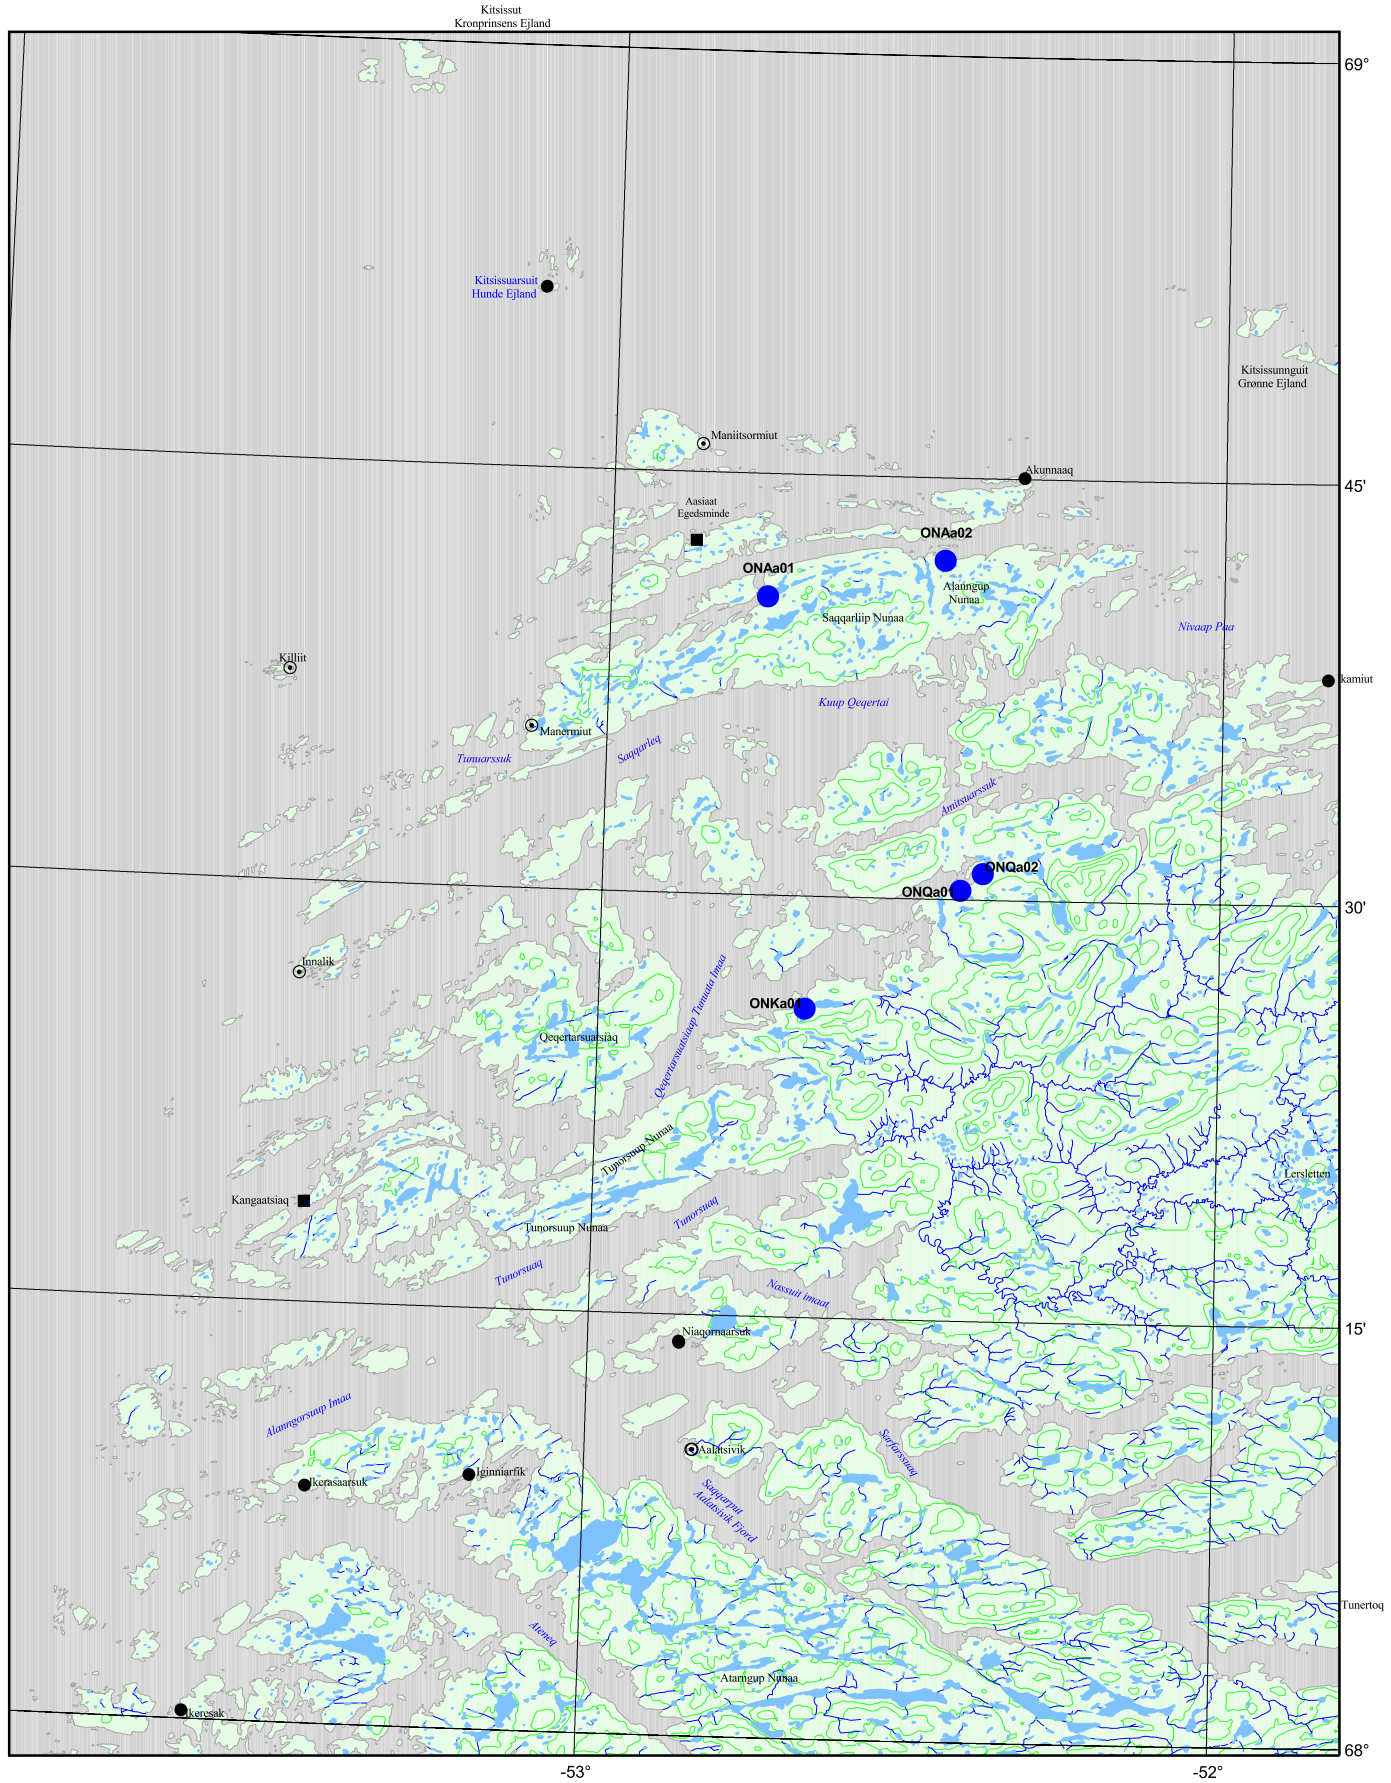 Kitsissut
Kronprinsens Ejland
69°
Kitsissuarsuit
Hunde Ejland
Kitsissunnguit
Grønne Ejland
Maniitsormiut
Akunnaaq
45'
Aasiaat
Egedsminde
ONAa02
ONAa01
Alanngup
Nunaa
Saqqarliip Nunaa
Nivaap Paa
Killiit
kamiut
Kuup Qeqertai
Manermiut
Saqqarleq
Tunuarssuk
Amitsuarssuk
ONQa02
ONQa01
30'
Innalik
Qeqertarsuatsiaap Tunuata Imaa
ONKa01
Qeqertarsuatsiaq
Tunorsuup Nunaa
Lersletten
Kangaatsiaq
Tunorsuaq
Tunorsuup Nunaa
Tunorsuaq
Nassuit imaat
15'
Niaqornaarsuk
Alanngorsuup Imaa
Aalatsivik
Sarfarssuaq
Iginniarfik
Ikerasaarsuk
Saqqarput
Aalatsivik Fjord
Tunertoq
Ateneq
Atarngup Nunaa
Ikeresak
68°
-53°
-52°